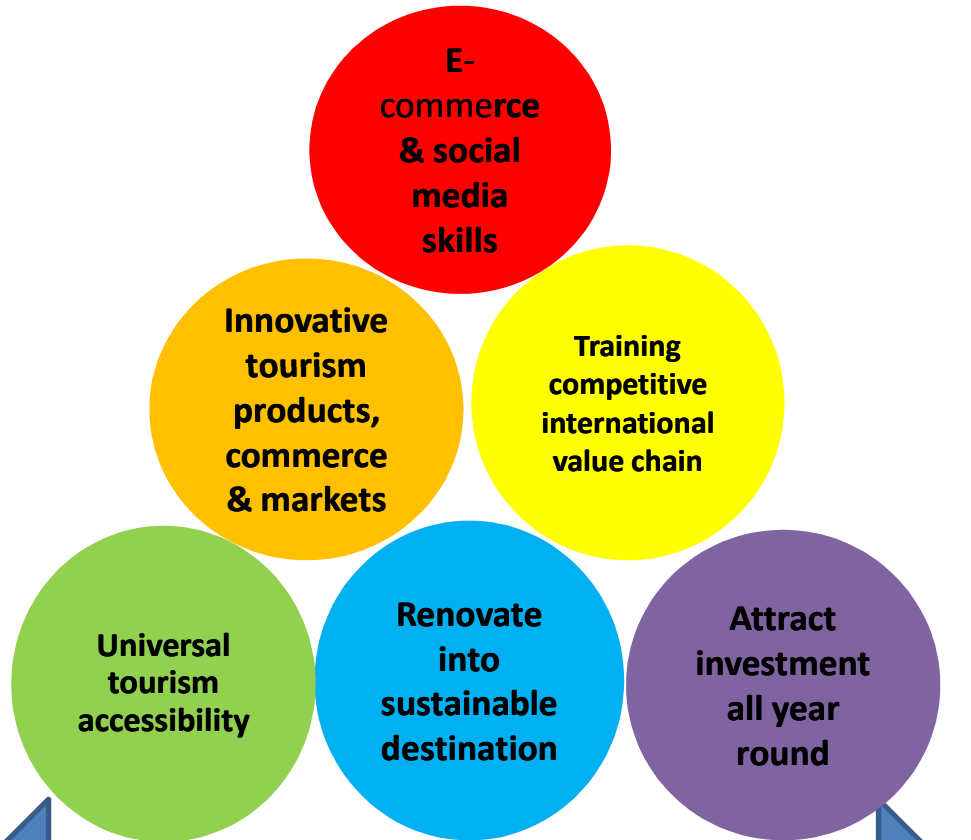 E-
commerce
& social
media
skills
Innovative
tourism
products,
commerce
& markets
Training
competitive
international
value chain
Universal
tourism
accessibility
Renovate
into
sustainable
destination
Attract
investment
all year
round